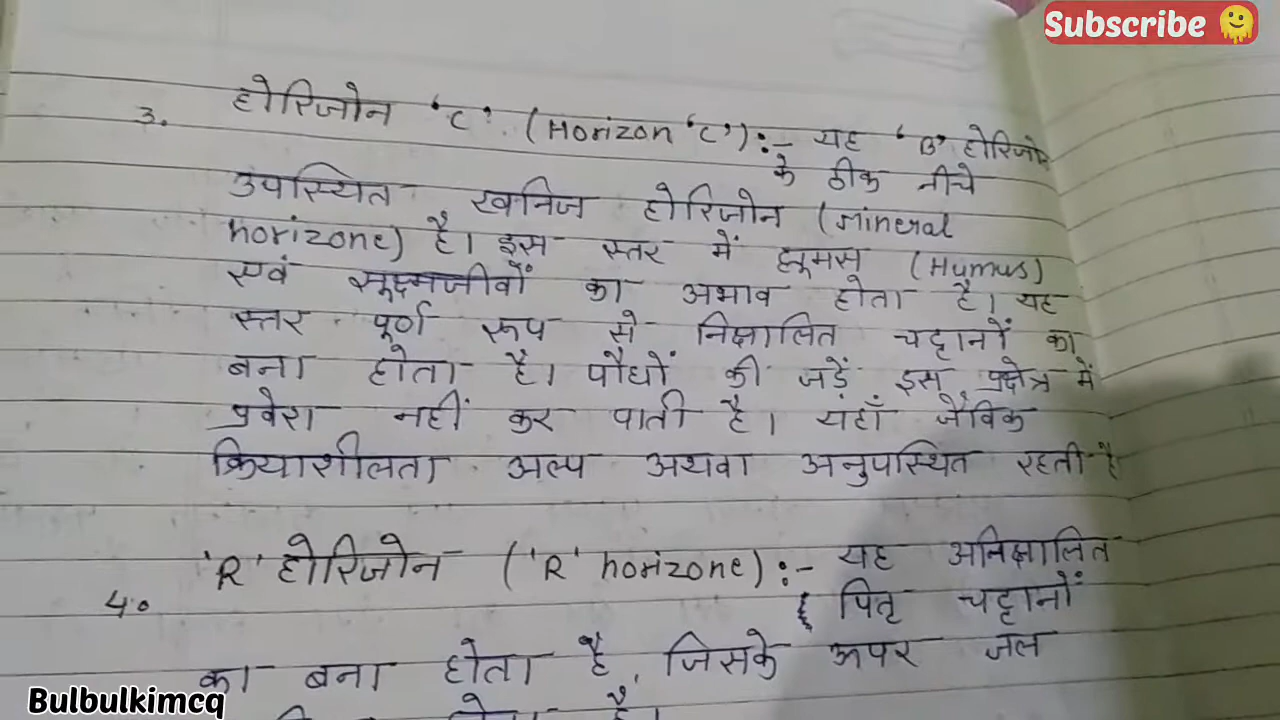 Subscribe
3. होरिजोन 'C' (Horizon 'C') :- यह 'B' होरिजोन
के ठीक नीचे
उपस्थित खनिज होरिजोन (Mineral
horizone) है। इस स्तर में ह्यूमस (Humus)
एवं सूक्ष्मजीवों का अभाव होता है। यह
स्तर पूर्ण रूप से निक्षालित चट्टानों का
बना होता है। पौधों की जड़ें इस प्रक्षेत्र में
प्रवेश नहीं कर पाती है। यहाँ जैविक
क्रियाशीलता अल्प अथवा अनुपस्थित रहती है
4. 'R' होरिजोन ('R' horizone) :- यह अनिक्षालित
पितृ चट्टानों
का बना होता है, जिसके ऊपर जल
है।
Bulbulkimcq